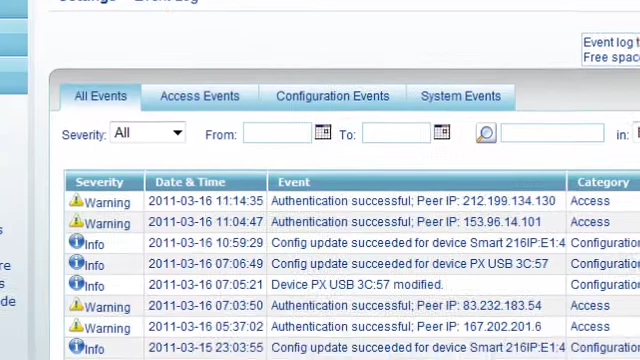 Settings Event Log
Event log t
Free spac
All Events Access Events Configuration Events System Events
Severity: All From: To: in:
Severity Date & Time Event Category
Warning 2011-03-16 11:14:35 Authentication successful; Peer IP: 212.199.134.130 Access
Warning 2011-03-16 11:04:47 Authentication successful; Peer IP: 153.96.14.101 Access
Info 2011-03-16 10:59:29 Config update succeeded for device Smart 216IP:E1:4 Configuratio
Info 2011-03-16 07:06:49 Config update succeeded for device PX USB 3C:57 Configuration
Info 2011-03-16 07:05:21 Device PX USB 3C:57 modified. Configuration
Warning 2011-03-16 07:03:50 Authentication successful; Peer IP: 83.232.183.54 Access
Warning 2011-03-16 05:37:02 Authentication successful; Peer IP: 167.202.201.6 Access
Info 2011-03-15 23:03:55 Config update succeeded for device Smart 216IP:E1:4 Configuratio
s
re
s
de